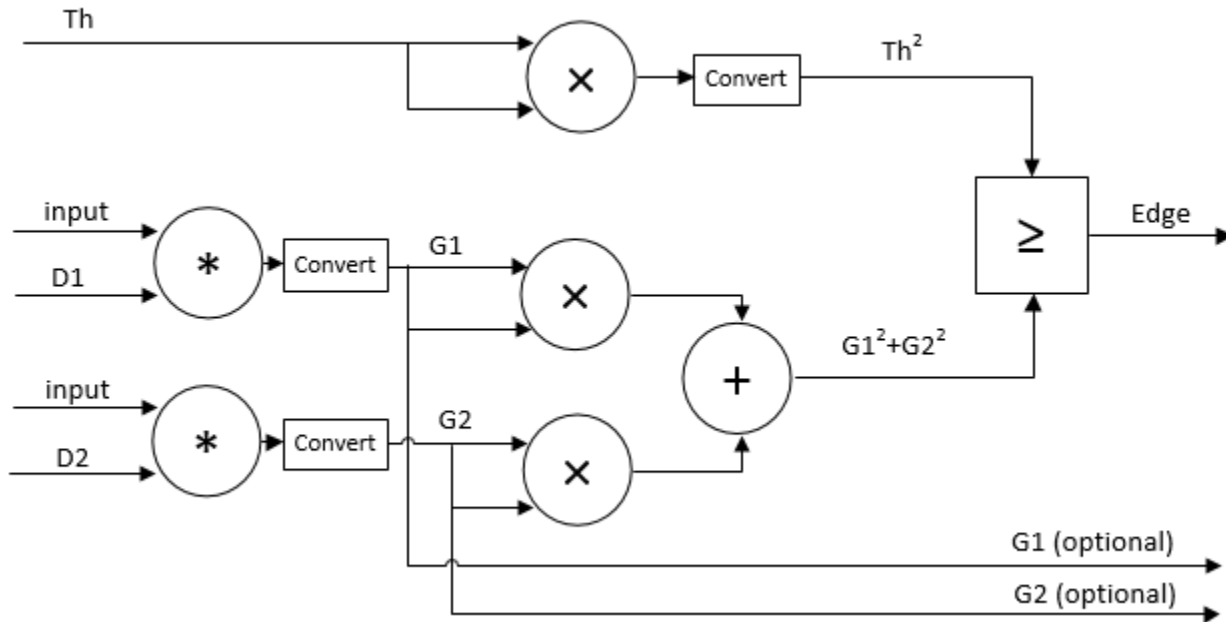 Th
×
Convert
Th²
input
D1
*
Convert
G1
×
≥
Edge
G1²+G2²
+
input
D2
*
Convert
G2
×
G1 (optional)
G2 (optional)